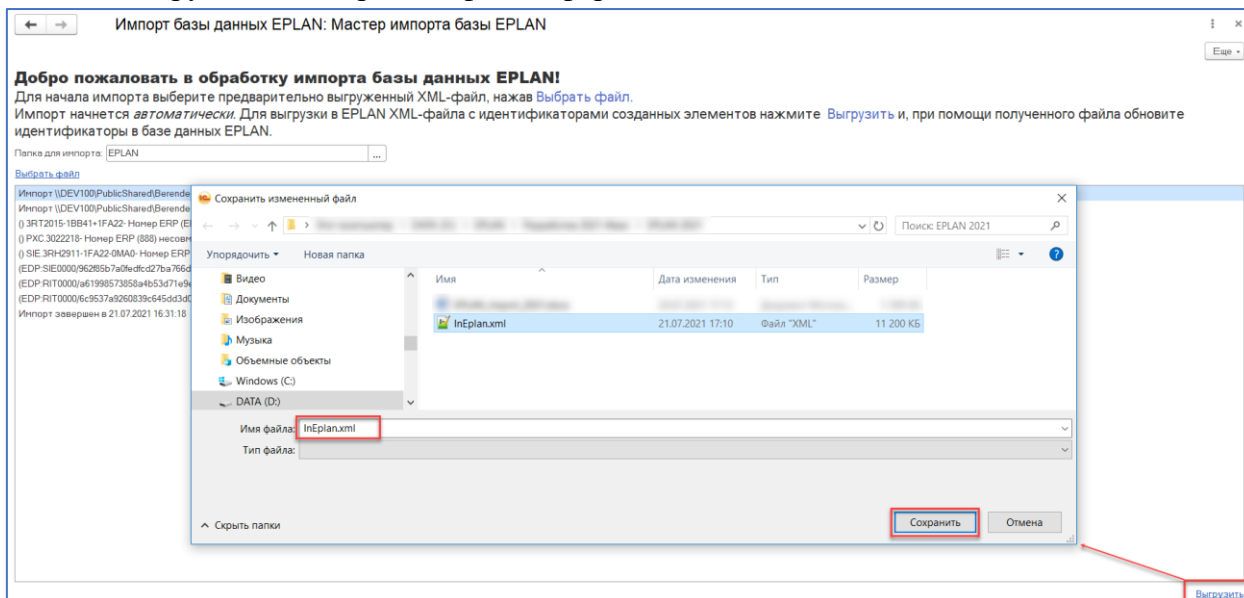 Импорт базы данных EPLAN: Мастер импорта базы EPLAN
Еще
Добро пожаловать в обработку импорта базы данных EPLAN!
Для начала импорта выберите предварительно выгруженный XML-файл, нажав Выбрать файл.
Импорт начнется автоматически. Для выгрузки в EPLAN XML-файла с идентификаторами созданных элементов нажмите Выгрузить и, при помощи полученного файла обновите
идентификаторы в базе данных EPLAN.
Папка для импорта: EPLAN ...
Выбрать файл
Импорт \\DEV100\PublicShared\Berende
Импорт \\DEV100\PublicShared\Berende
() 3RT2015-1BB41+1FA22- Номер ERP (E
() PXC.3022218- Номер ERP (888) несовм
() SIE.3RH2911-1FA22-0MA0- Номер ERP
(EDP:SIE0000/962f85b7a0fedfcd27ba766d
(EDP:RIT0000/a61998573858a4b53d71e9e
(EDP:RIT0000/6c9537a9260839c645dd3d0
Импорт завершен в 21.07.2021 16:31:18
Сохранить измененный файл
Поиск: EPLAN 2021
Упорядочить Новая папка
Видео
Документы
Изображения
Музыка
Объемные объекты
Windows (C:)
DATA (D:)
Имя Дата изменения Тип Размер
InEplan.xml 21.07.2021 17:10 Файл "XML" 11 200 КБ
Имя файла: InEplan.xml
Тип файла:
Скрыть папки
Сохранить Отмена
Выгрузить